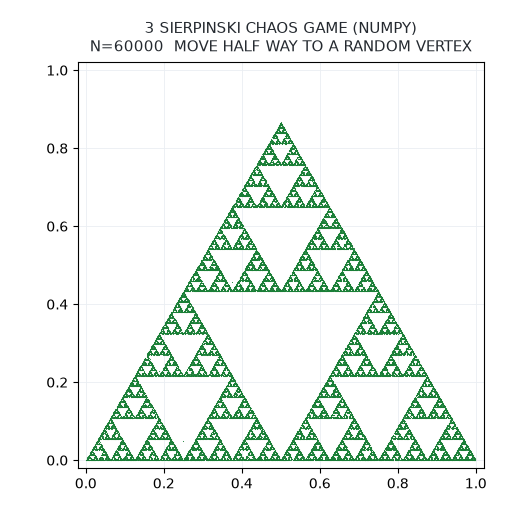 3 SIERPINSKI CHAOS GAME (NUMPY)
N=60000 MOVE HALF WAY TO A RANDOM VERTEX
1.0
0.8
0.6
0.4
0.2
0.0
0.0 0.2 0.4 0.6 0.8 1.0